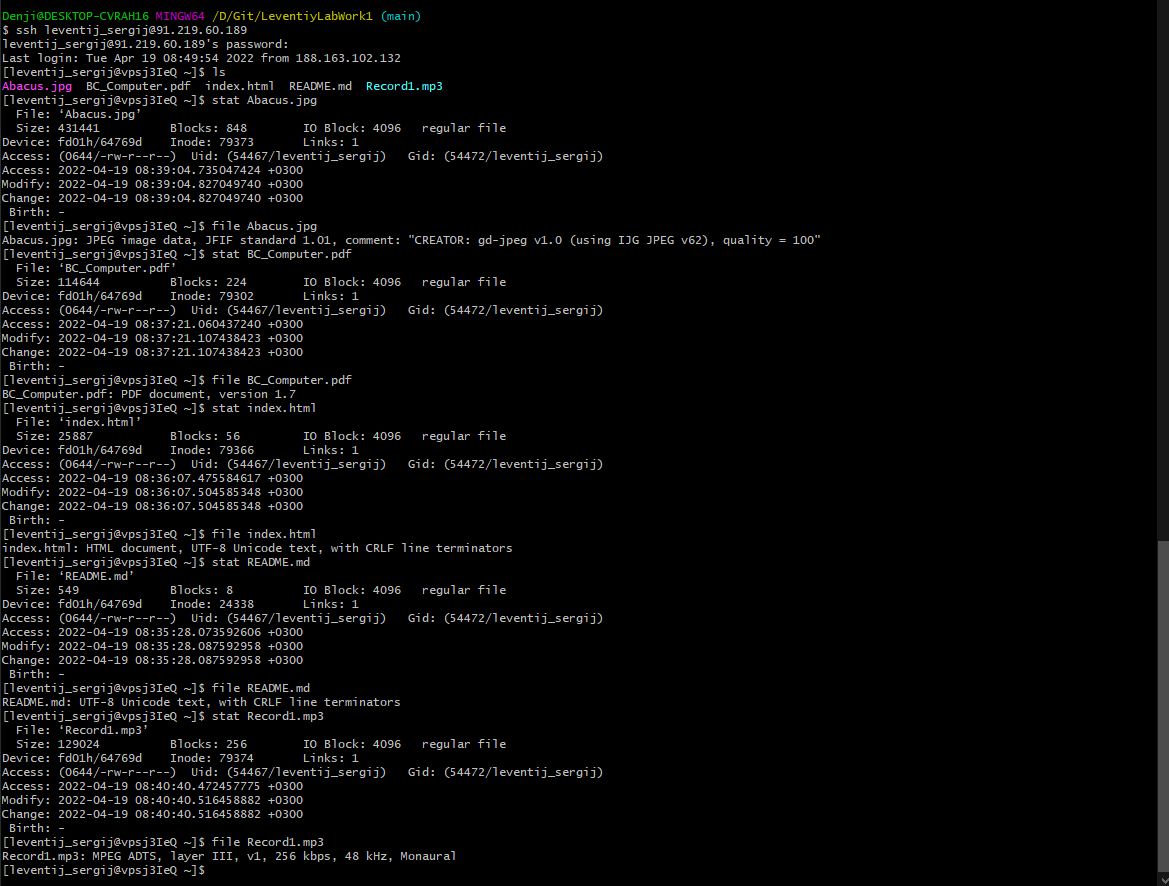 Denji@DESKTOP-CVRAH16 MINGW64 /D/Git/LeventiyLabWork1 (main)
$ ssh leventij_sergij@91.219.60.189
leventij_sergij@91.219.60.189's password:
Last login: Tue Apr 19 08:49:54 2022 from 188.163.102.132
[leventij_sergij@vpsj3IeQ ~]$ ls
Abacus.jpg  BC_Computer.pdf  index.html  README.md  Record1.mp3
[leventij_sergij@vpsj3IeQ ~]$ stat Abacus.jpg
  File: ‘Abacus.jpg’
  Size: 431441          Blocks: 848        IO Block: 4096   regular file
Device: fd01h/64769d    Inode: 79373       Links: 1
Access: (0644/-rw-r--r--)  Uid: (54467/leventij_sergij)   Gid: (54472/leventij_sergij)
Access: 2022-04-19 08:39:04.735047424 +0300
Modify: 2022-04-19 08:39:04.827049740 +0300
Change: 2022-04-19 08:39:04.827049740 +0300
 Birth: -
[leventij_sergij@vpsj3IeQ ~]$ file Abacus.jpg
Abacus.jpg: JPEG image data, JFIF standard 1.01, comment: "CREATOR: gd-jpeg v1.0 (using IJG JPEG v62), quality = 100"
[leventij_sergij@vpsj3IeQ ~]$ stat BC_Computer.pdf
  File: ‘BC_Computer.pdf’
  Size: 114644          Blocks: 224        IO Block: 4096   regular file
Device: fd01h/64769d    Inode: 79302       Links: 1
Access: (0644/-rw-r--r--)  Uid: (54467/leventij_sergij)   Gid: (54472/leventij_sergij)
Access: 2022-04-19 08:37:21.060437240 +0300
Modify: 2022-04-19 08:37:21.107438423 +0300
Change: 2022-04-19 08:37:21.107438423 +0300
 Birth: -
[leventij_sergij@vpsj3IeQ ~]$ file BC_Computer.pdf
BC_Computer.pdf: PDF document, version 1.7
[leventij_sergij@vpsj3IeQ ~]$ stat index.html
  File: ‘index.html’
  Size: 25887           Blocks: 56         IO Block: 4096   regular file
Device: fd01h/64769d    Inode: 79366       Links: 1
Access: (0644/-rw-r--r--)  Uid: (54467/leventij_sergij)   Gid: (54472/leventij_sergij)
Access: 2022-04-19 08:36:07.475584617 +0300
Modify: 2022-04-19 08:36:07.504585348 +0300
Change: 2022-04-19 08:36:07.504585348 +0300
 Birth: -
[leventij_sergij@vpsj3IeQ ~]$ file index.html
index.html: HTML document, UTF-8 Unicode text, with CRLF line terminators
[leventij_sergij@vpsj3IeQ ~]$ stat README.md
  File: ‘README.md’
  Size: 549             Blocks: 8          IO Block: 4096   regular file
Device: fd01h/64769d    Inode: 24338       Links: 1
Access: (0644/-rw-r--r--)  Uid: (54467/leventij_sergij)   Gid: (54472/leventij_sergij)
Access: 2022-04-19 08:35:28.073592606 +0300
Modify: 2022-04-19 08:35:28.087592958 +0300
Change: 2022-04-19 08:35:28.087592958 +0300
 Birth: -
[leventij_sergij@vpsj3IeQ ~]$ file README.md
README.md: UTF-8 Unicode text, with CRLF line terminators
[leventij_sergij@vpsj3IeQ ~]$ stat Record1.mp3
  File: ‘Record1.mp3’
  Size: 129024          Blocks: 256        IO Block: 4096   regular file
Device: fd01h/64769d    Inode: 79374       Links: 1
Access: (0644/-rw-r--r--)  Uid: (54467/leventij_sergij)   Gid: (54472/leventij_sergij)
Access: 2022-04-19 08:40:40.472457775 +0300
Modify: 2022-04-19 08:40:40.516458882 +0300
Change: 2022-04-19 08:40:40.516458882 +0300
 Birth: -
[leventij_sergij@vpsj3IeQ ~]$ file Record1.mp3
Record1.mp3: MPEG ADTS, layer III, v1, 256 kbps, 48 kHz, Monaural
[leventij_sergij@vpsj3IeQ ~]$